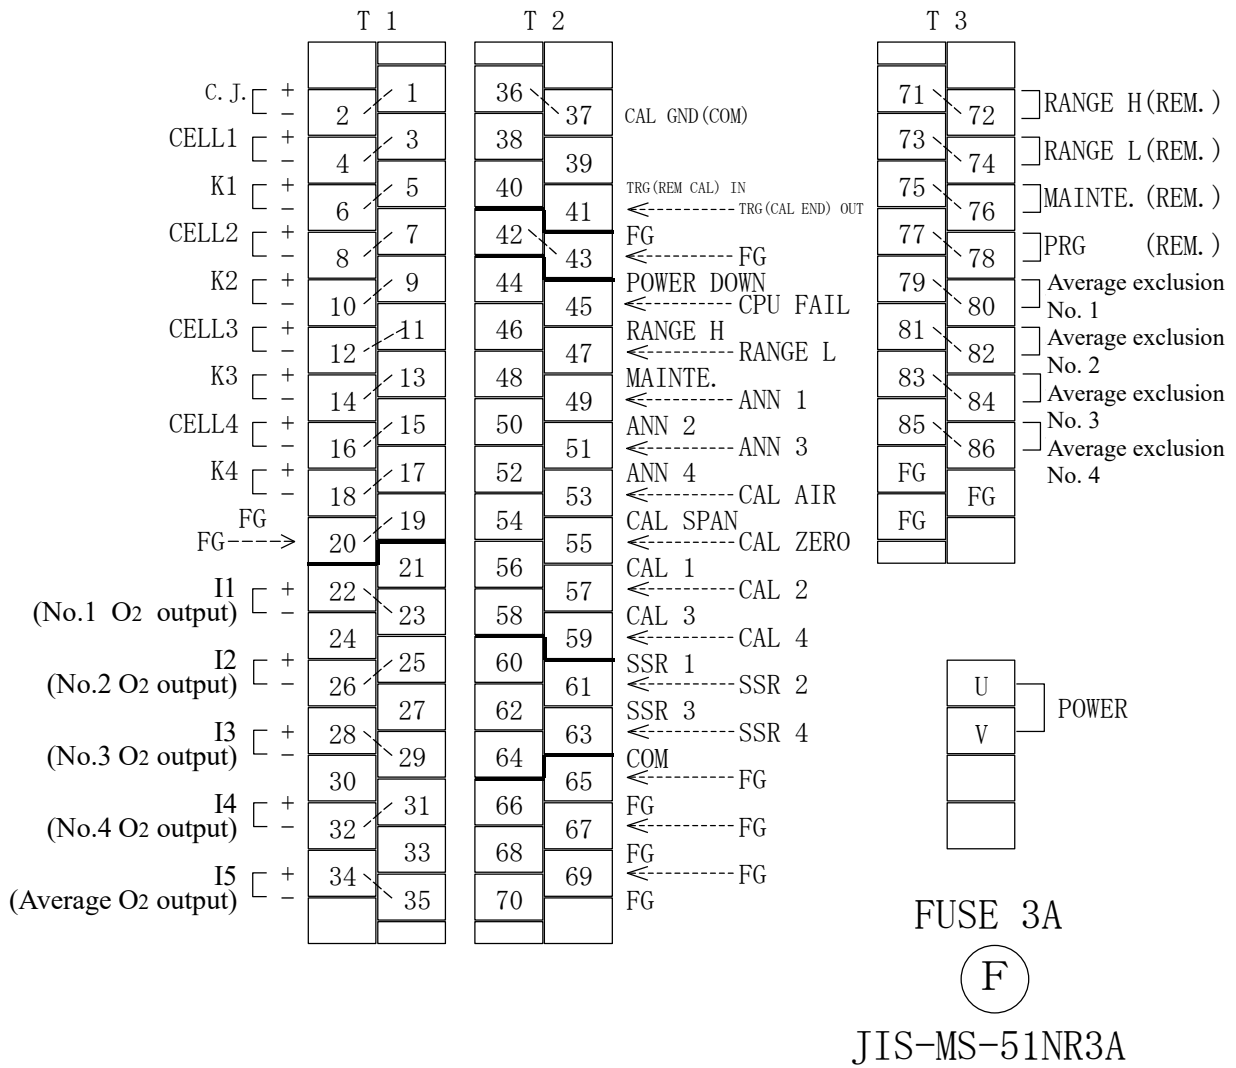 T 1
T 2
T 3
C.J. + 1 36 71
- 2 37 CAL GND(COM) 72 RANGE H(REM.)
CELL1 + 3 38 73
- 4 39 74 RANGE L(REM.)
K1 + 5 40 TRG(REM CAL) IN 75
- 6 41 TRG(CAL END) OUT 76 MAINTE.(REM.)
CELL2 + 7 42 FG 77
- 8 43 FG 78 PRG (REM.)
K2 + 9 44 POWER DOWN 79 Average exclusion
- 10 45 CPU FAIL 80 No. 1
CELL3 + 11 46 RANGE H 81 Average exclusion
- 12 47 RANGE L 82 No. 2
K3 + 13 48 MAINTE. 83 Average exclusion
- 14 49 ANN 1 84 No. 3
CELL4 + 15 50 ANN 2 85 Average exclusion
- 16 51 ANN 3 86 No. 4
K4 + 17 52 ANN 4 FG
- 18 53 CAL AIR FG
FG 19 54 CAL SPAN FG
FG 20 55 CAL ZERO
21 56 CAL 1
I1 + 22 57 CAL 2
(No.1 O2 output) - 23 58 CAL 3
24 59 CAL 4
I2 + 25 60 SSR 1
(No.2 O2 output) - 26 61 SSR 2 U POWER
27 62 SSR 3
I3 + 28 63 SSR 4 V
(No.3 O2 output) - 29 64 COM
30 65 FG
I4 + 31 66 FG
(No.4 O2 output) - 32 67 FG
33 68 FG
I5 + 34 69 FG
(Average O2 output) - 35 70 FG
FUSE 3A
F
JIS-MS-51NR3A